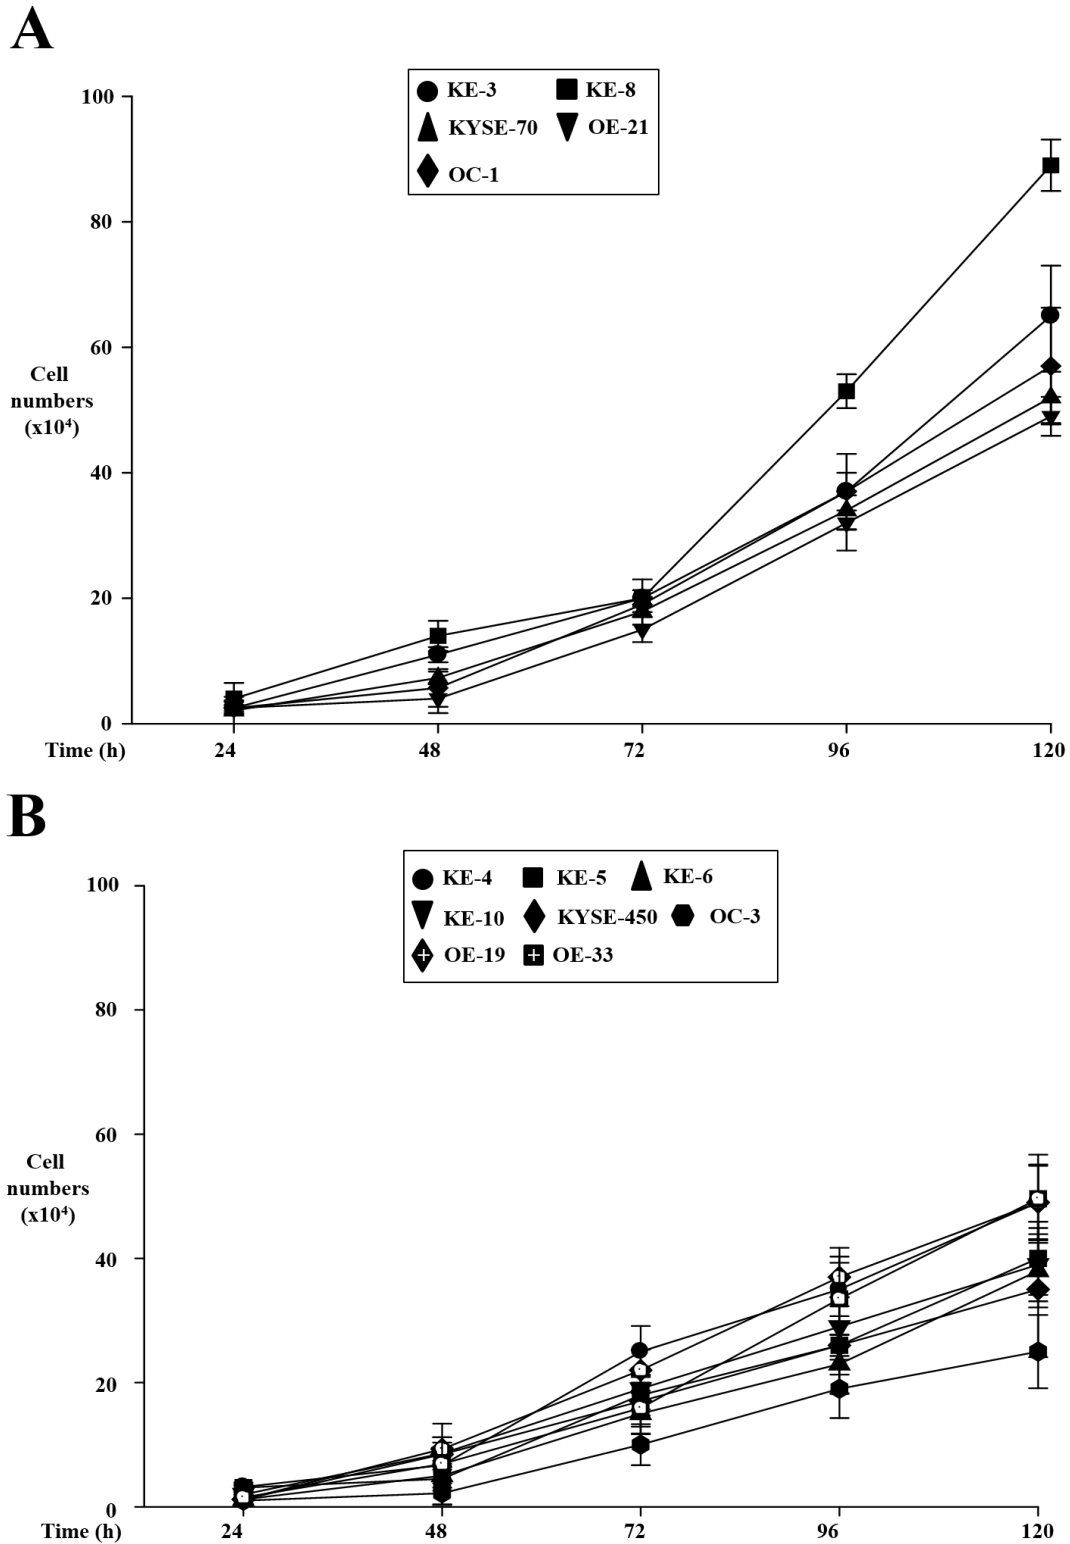 A
KE-3 KE-8
KYSE-70 OE-21
OC-1
100
80
60
40
20
0
Cell
numbers
(x10⁴)
Time (h) 24 48 72 96 120
B
KE-4 KE-5 KE-6
KE-10 KYSE-450 OC-3
OE-19 OE-33
100
80
60
40
20
0
Cell
numbers
(x10⁴)
Time (h) 24 48 72 96 120